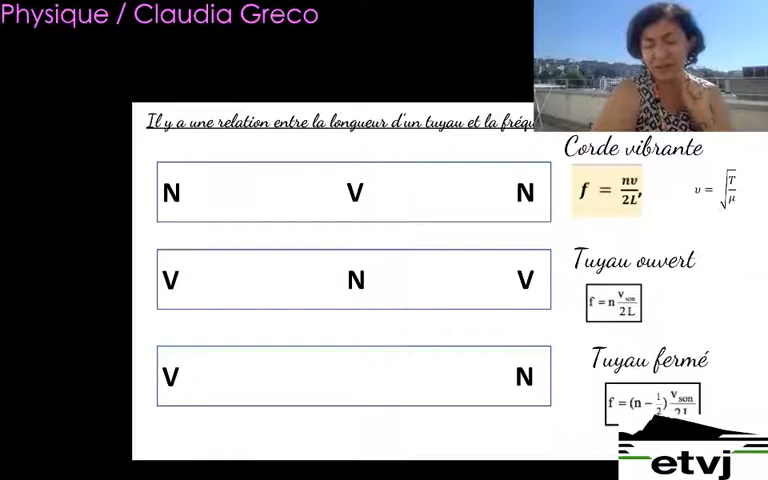 Physique / Claudia Greco
Il y a une relation entre la longueur d'un tuyau et la
Corde vibrante
N V N
f = nv/2L,
v = √(T/μ)
Tuyau ouvert
V N V
f = n v_son/2L
Tuyau fermé
V N
f = (n − 1/2) v_son/2L
etvj